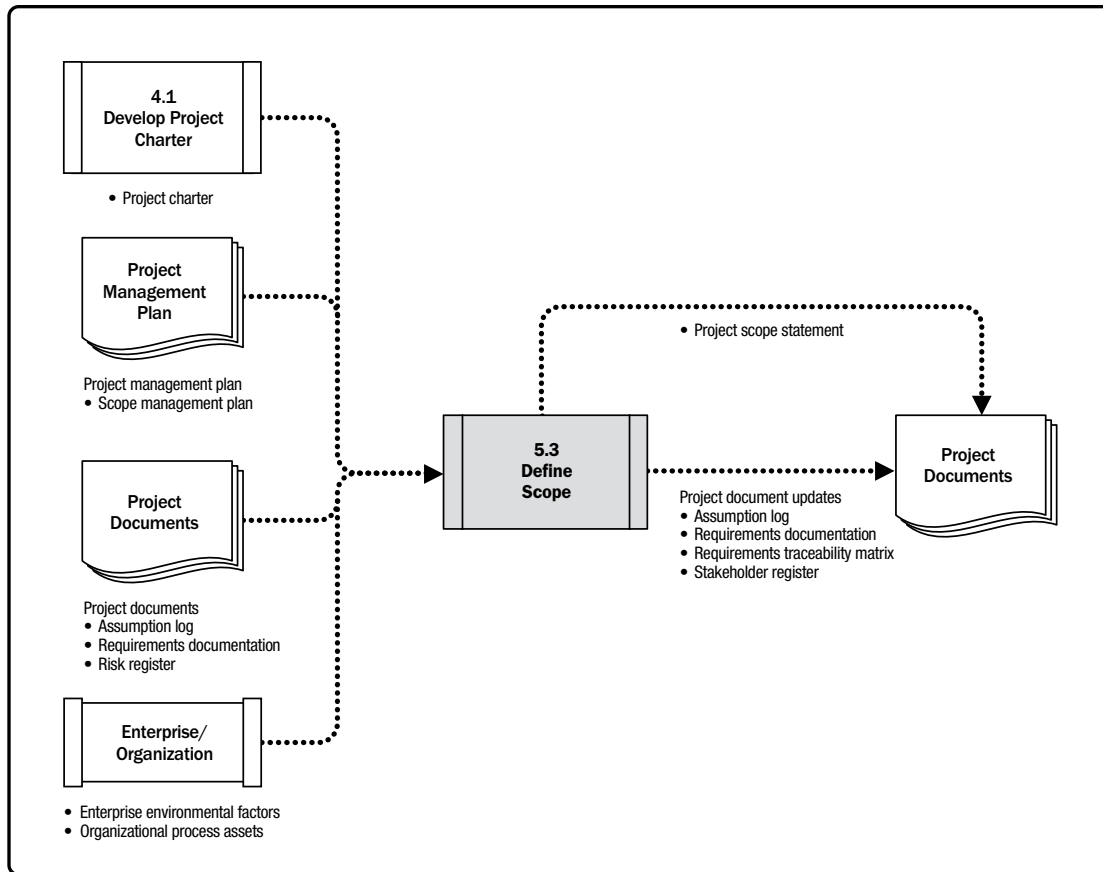 4.1
Develop Project
Charter
• Project charter
Project
Management
Plan
Project management plan
• Scope management plan
Project
Documents
Project documents
• Assumption log
• Requirements documentation
• Risk register
Enterprise/
Organization
• Enterprise environmental factors
• Organizational process assets
5.3
Define
Scope
• Project scope statement
Project document updates
• Assumption log
• Requirements documentation
• Requirements traceability matrix
• Stakeholder register
Project
Documents